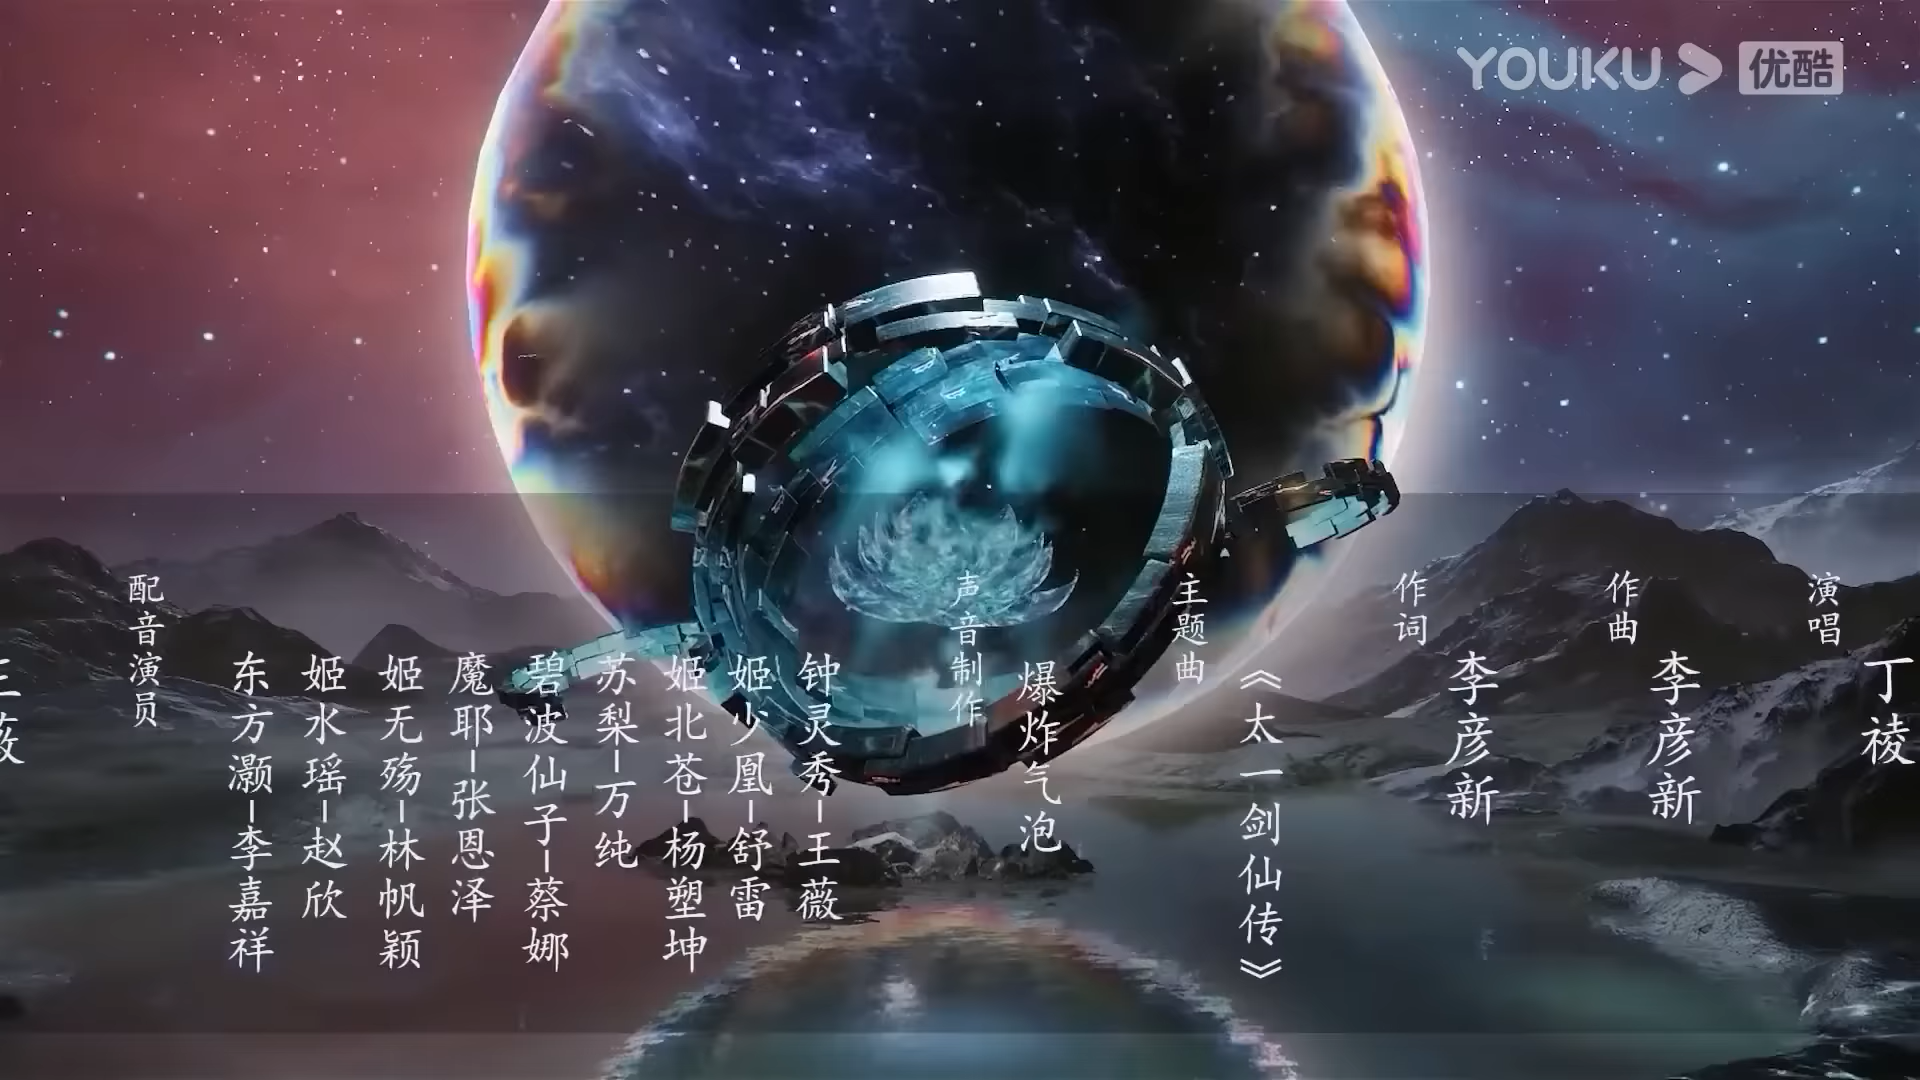 YOUKU 优酷
配音演员
东方灏-李嘉祥
姬水瑶-赵欣
姬无殇-林帆颖
魔耶-张恩泽
碧波仙子-蔡娜
苏梨-万纯
姬北苍-杨塑坤
姬少凰-舒雷
钟灵秀-王薇
声音制作
爆炸气泡
主题曲
《太一剑仙传》
作词
李彦新
作曲
李彦新
演唱
丁祾